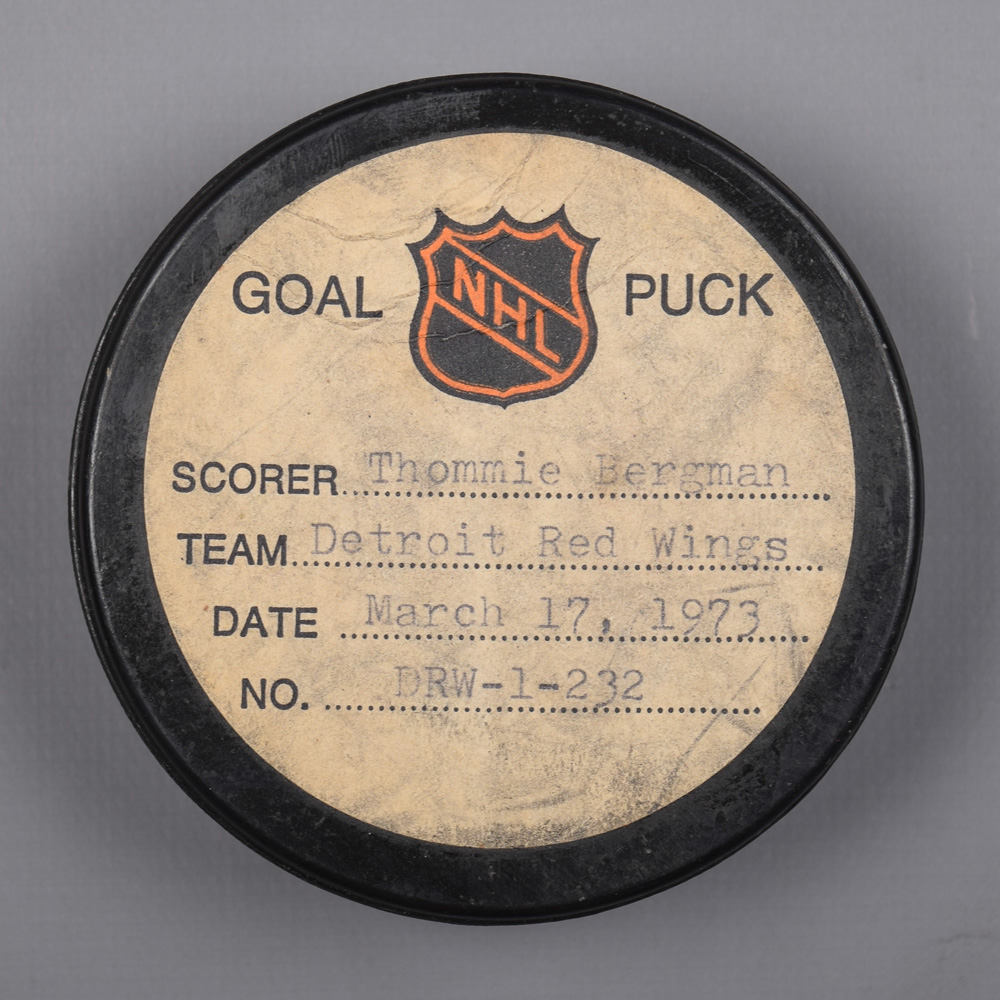 GOAL NHL PUCK
SCORER Thommie Bergman
TEAM Detroit Red Wings
DATE March 17, 1973
NO. DRW-1-232